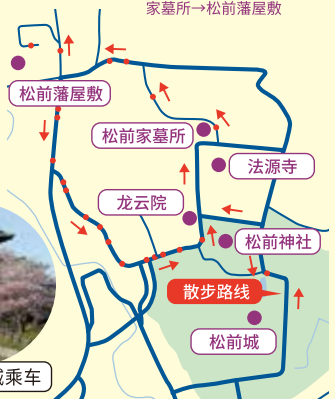 家墓所→松前藩屋敷
松前藩屋敷
松前家墓所
法源寺
龙云院
松前神社
散步路线
松前城
城乘车